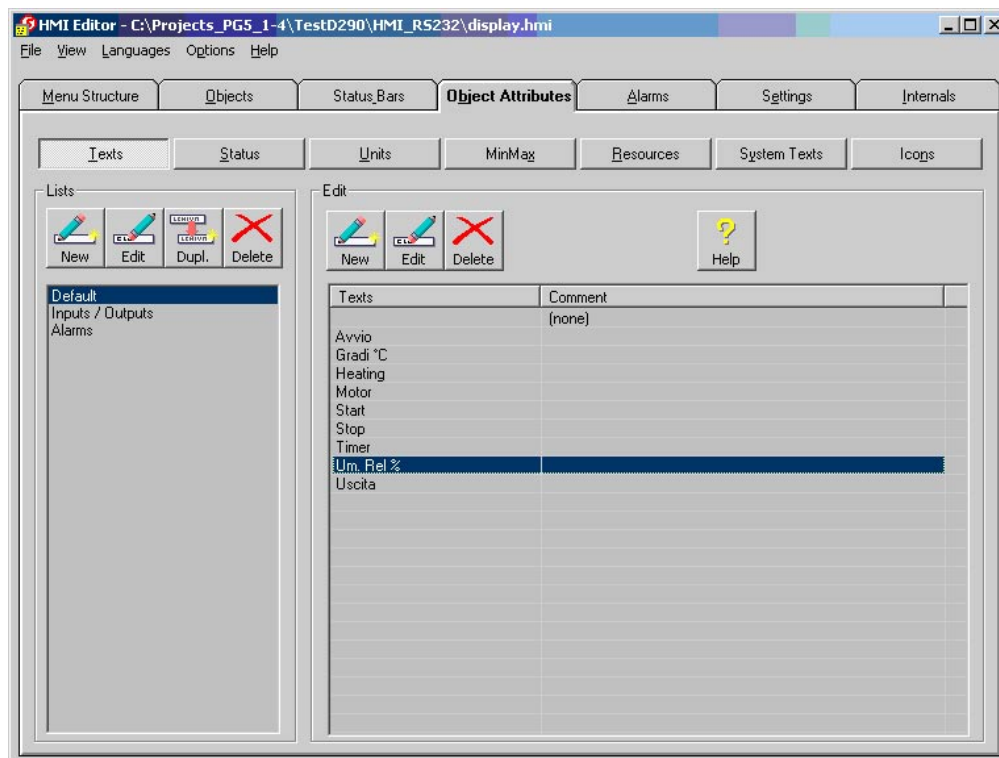 HMI Editor - C:\Projects_PG5_1-4\TestD290\HMI_RS232\display.hmi
File View Languages Options Help
Menu Structure Objects Status_Bars Object Attributes Alarms Settings Internals
Texts Status Units MinMax Resources System Texts Icons
Lists Edit
New Edit Dupl. Delete New Edit Delete Help
Default
Inputs / Outputs
Alarms
Texts Comment
(none)
Avvio
Gradi °C
Heating
Motor
Start
Stop
Timer
Um. Rel %
Uscita